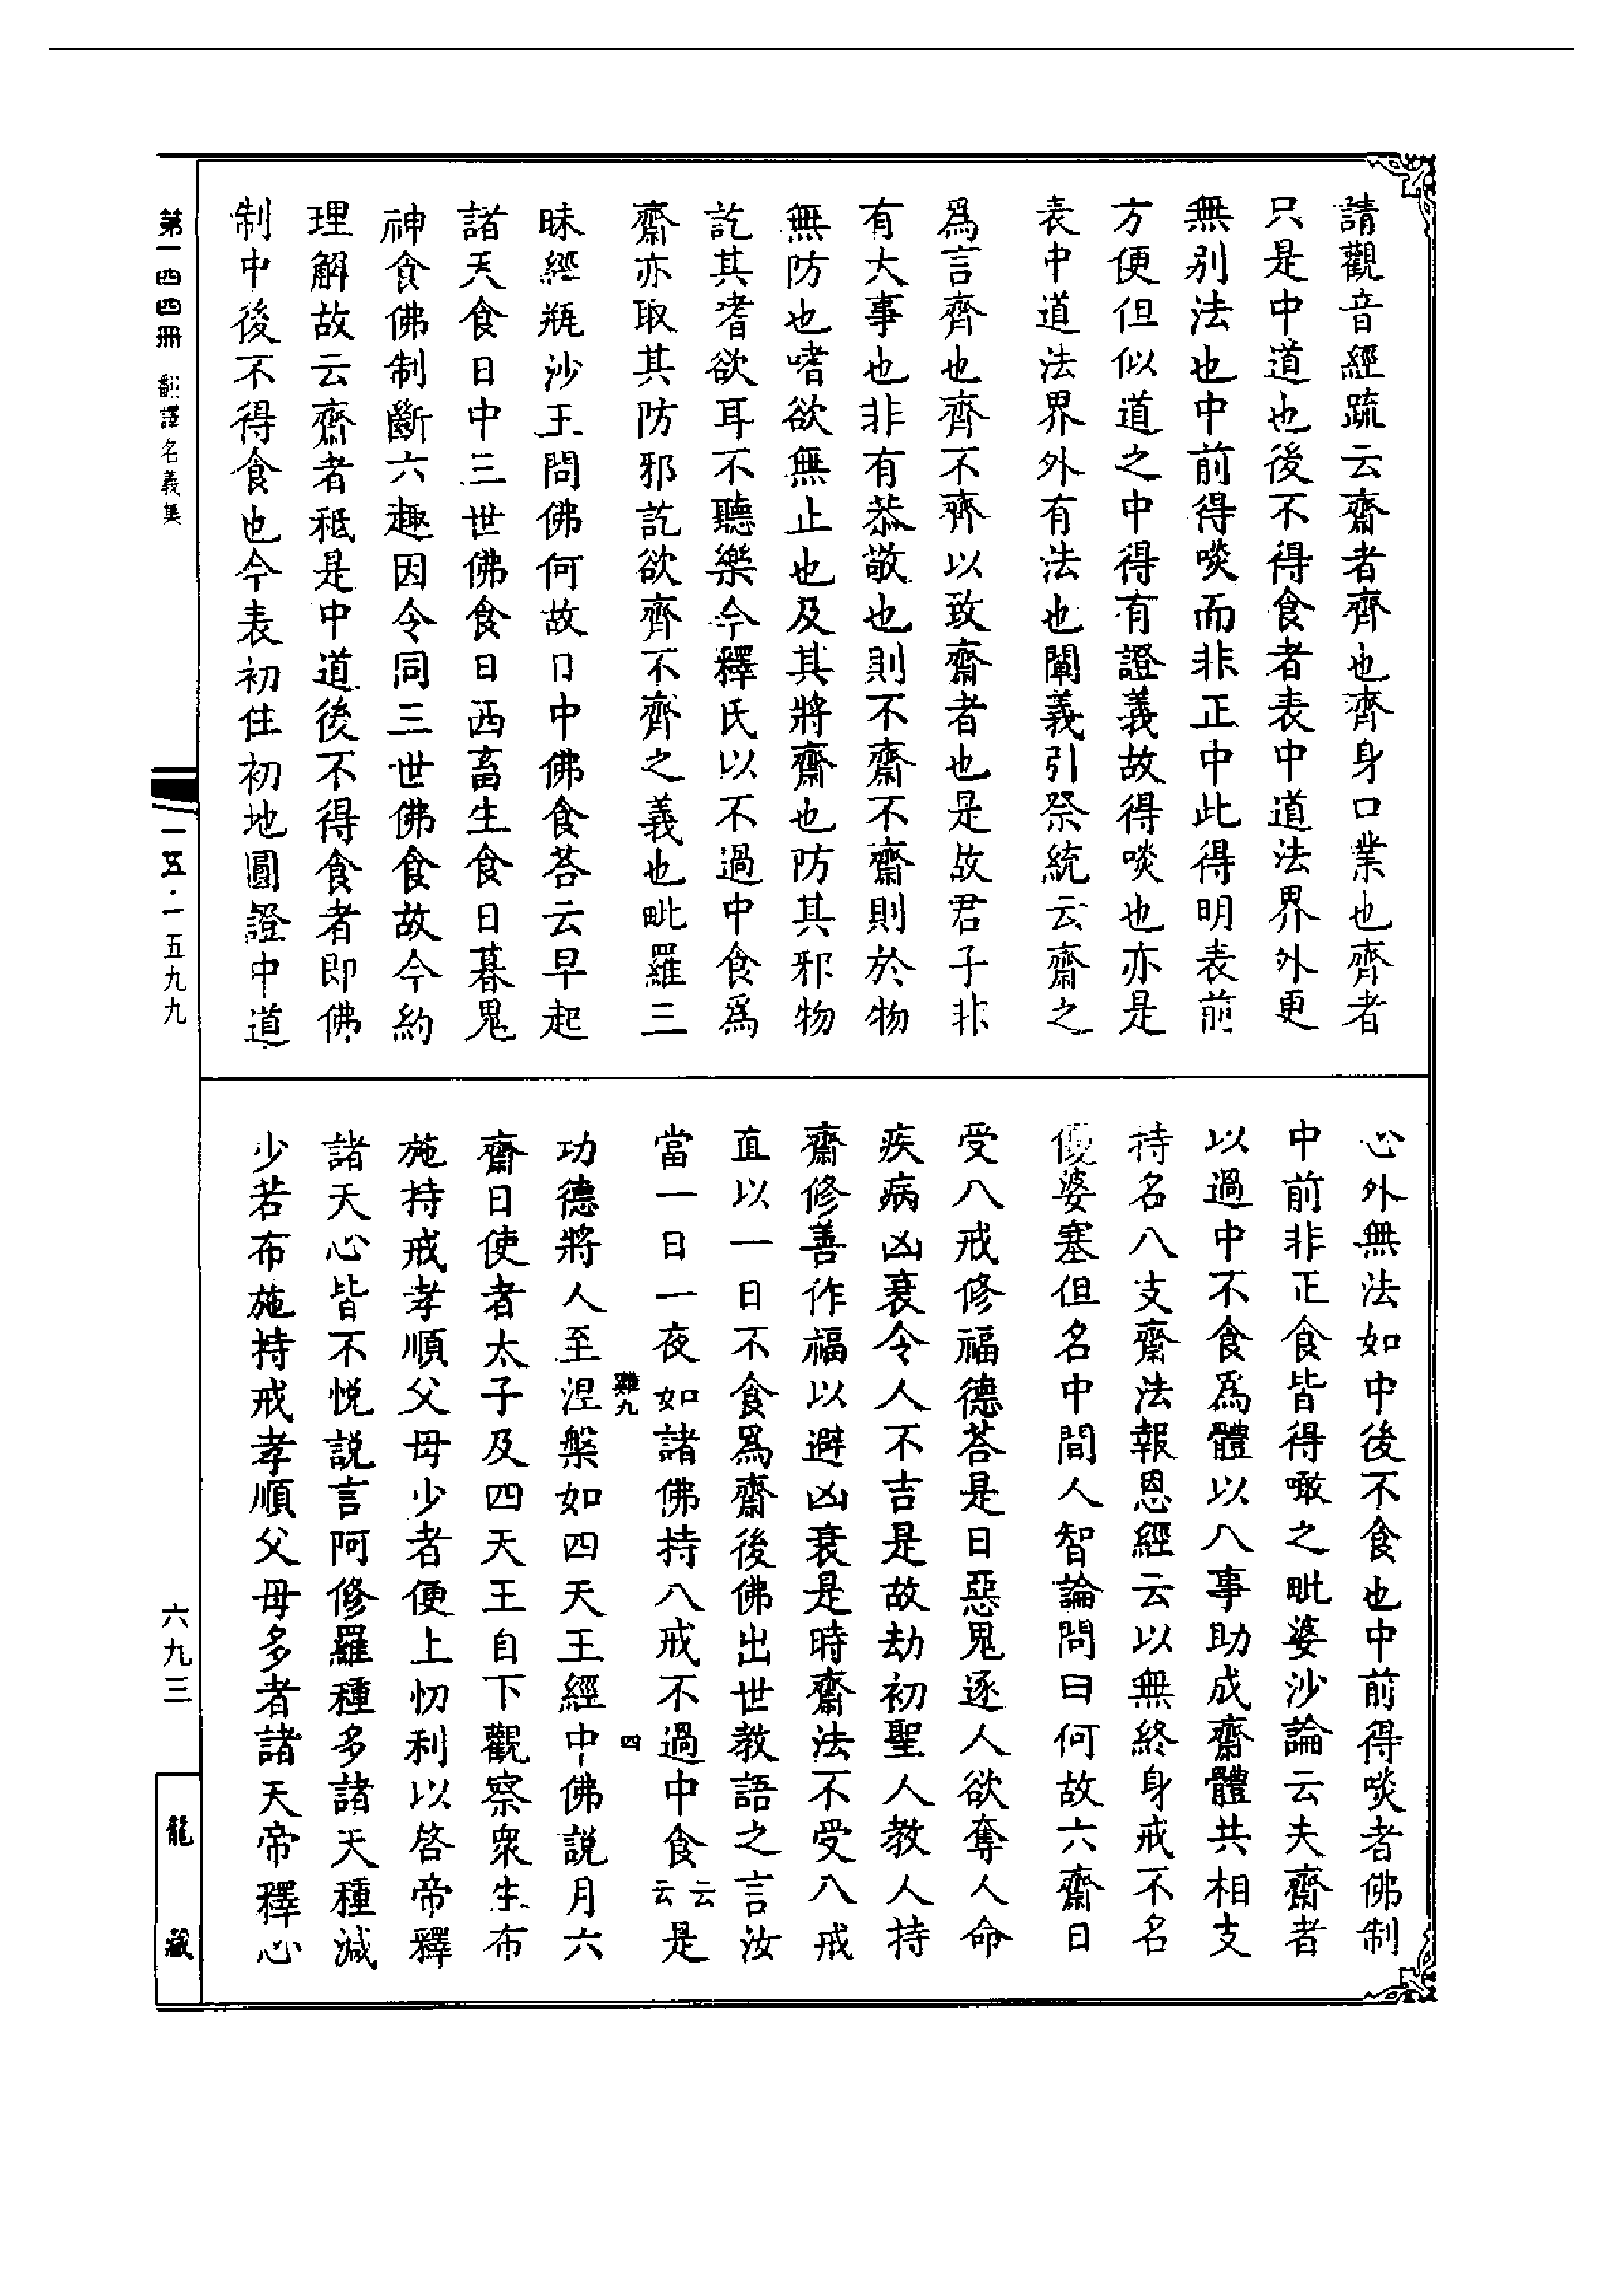 請觀音經䟽云齋者齊也齊身口業也齊者
只是中道也後不得食者表中道法界外更
無别法也中前得啖而非正中此得明表前
方便但似道之中得有證義故得啖也亦是
表中道法界外有法也闡義引祭統云齋之
爲言齊也齊不齊以致齋者也是故君子非
有大事也非有恭敬也則不齋不齋則於物
無防也嗜欲無止也及其將齋也防其邪物
訖其嗜欲耳不聽樂今釋氏以不過中食爲
齋亦取其防邪訖欲齊不齊之義也毗羅三
昧經瓶沙王問佛何故日中佛食荅云早起
諸天食日中三世佛食日西畜生食日暮鬼
神食佛制斷六趣因令同三世佛食故今約
理解故云齋者秖是中道後不得食者即佛
制中後不得食也今表初住初地圓證中道
心外無法如中後不食也中前得啖者佛制
中前非正食皆得噉之毗婆沙論云夫齋者
以過中不食爲體以八事助成齋體共相支
持名八支齋法報恩經云以無終身戒不名
優婆塞但名中間人智論問曰何故六齋日
受八戒修福德荅是日惡鬼逐人欲奪人命
疾病凶衰令人不吉是故劫初聖人教人持
齋修善作福以避凶衰是時齋法不受八戒
直以一日不食爲齋後佛出世教語之言汝
當一日一夜如諸佛持八戒不過中食云云是
雞九
四
功德將人至涅槃如四天王經中佛説月六
齋日使者太子及四天王自下觀察衆生布
施持戒孝順父母少者便上忉利以啓帝釋
諸天心皆不悦説言阿修羅種多諸天種減
少若布施持戒孝順父母多者諸天帝釋心
第一四四冊 翻譯名義集
一五·一五九九
六九三
龍藏